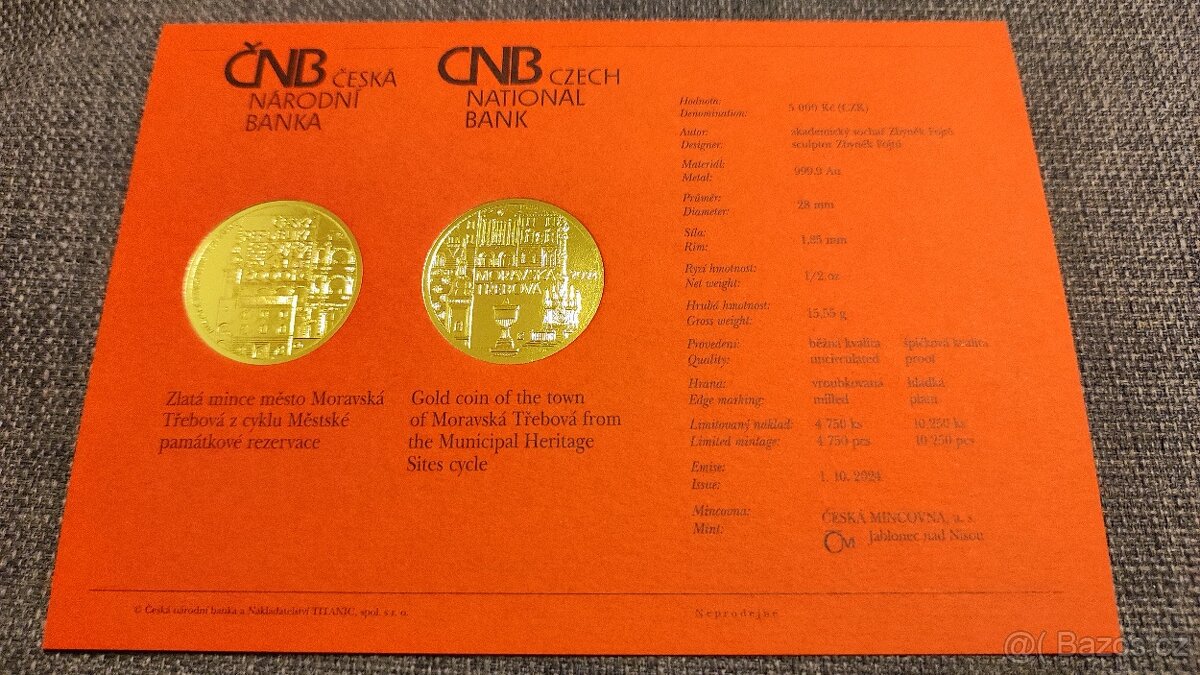 ČNB ČESKÁ
NÁRODNÍ
BANKA
CNB CZECH
NATIONAL
BANK
MORAVSKÁ 2024
TŘEBOVÁ
Zlatá mince město Moravská
Třebová z cyklu Městské
památkové rezervace
Gold coin of the town
of Moravská Třebová from
the Municipal Heritage
Sites cycle
Hodnota: 5 000 Kč (CZK)
Denomination:
Autor: akademický sochař Zbyněk Fojtů
Designer: sculptor Zbyněk Fojtů
Materiál: 999.9 Au
Metal:
Průměr: 28 mm
Diameter:
Síla: 1,85 mm
Rim:
Ryzí hmotnost: 1/2 oz
Net weight:
Hrubá hmotnost: 15,55 g
Gross weight:
Provedení: běžná kvalita špičková kvalita
Quality: uncirculated proof
Hrana: vroubkovaná hladká
Edge marking: milled plain
Limitovaný náklad: 4 750 ks 10 250 ks
Limited mintage: 4 750 pcs 10 250 pcs
Emise: 1. 10. 2024
Issue:
Mincovna: ČESKÁ MINCOVNA, a. s.
Mint: ČM Jablonec nad Nisou
© Česká národní banka a Nakladatelství TITANIC, spol. s r. o.
Neprodejné
@( Bazos.cz